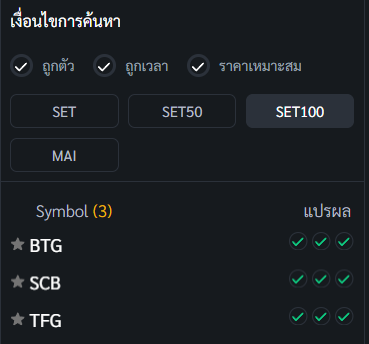 เงื่อนไขการค้นหา
ถูกตัว ถูกเวลา ราคาเหมาะสม
SET SET50 SET100
MAI
Symbol (3) แปรผล
BTG
SCB
TFG